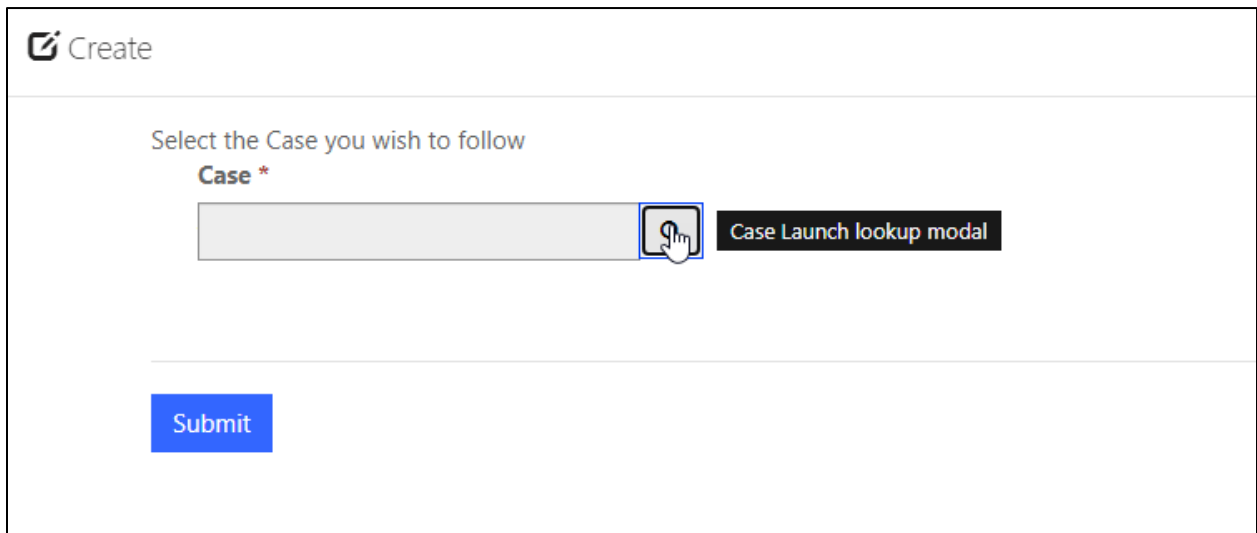 Create
Select the Case you wish to follow
Case *
Case Launch lookup modal
Submit